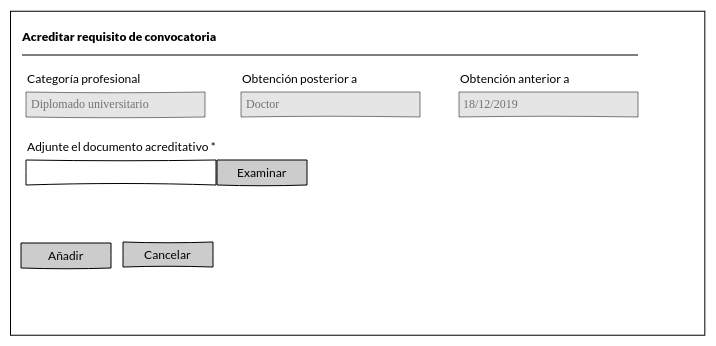 Acreditar requisito de convocatoria
Categoría profesional Obtención posterior a Obtención anterior a
Diplomado universitario Doctor 18/12/2019
Adjunte el documento acreditativo *
Examinar
Añadir Cancelar